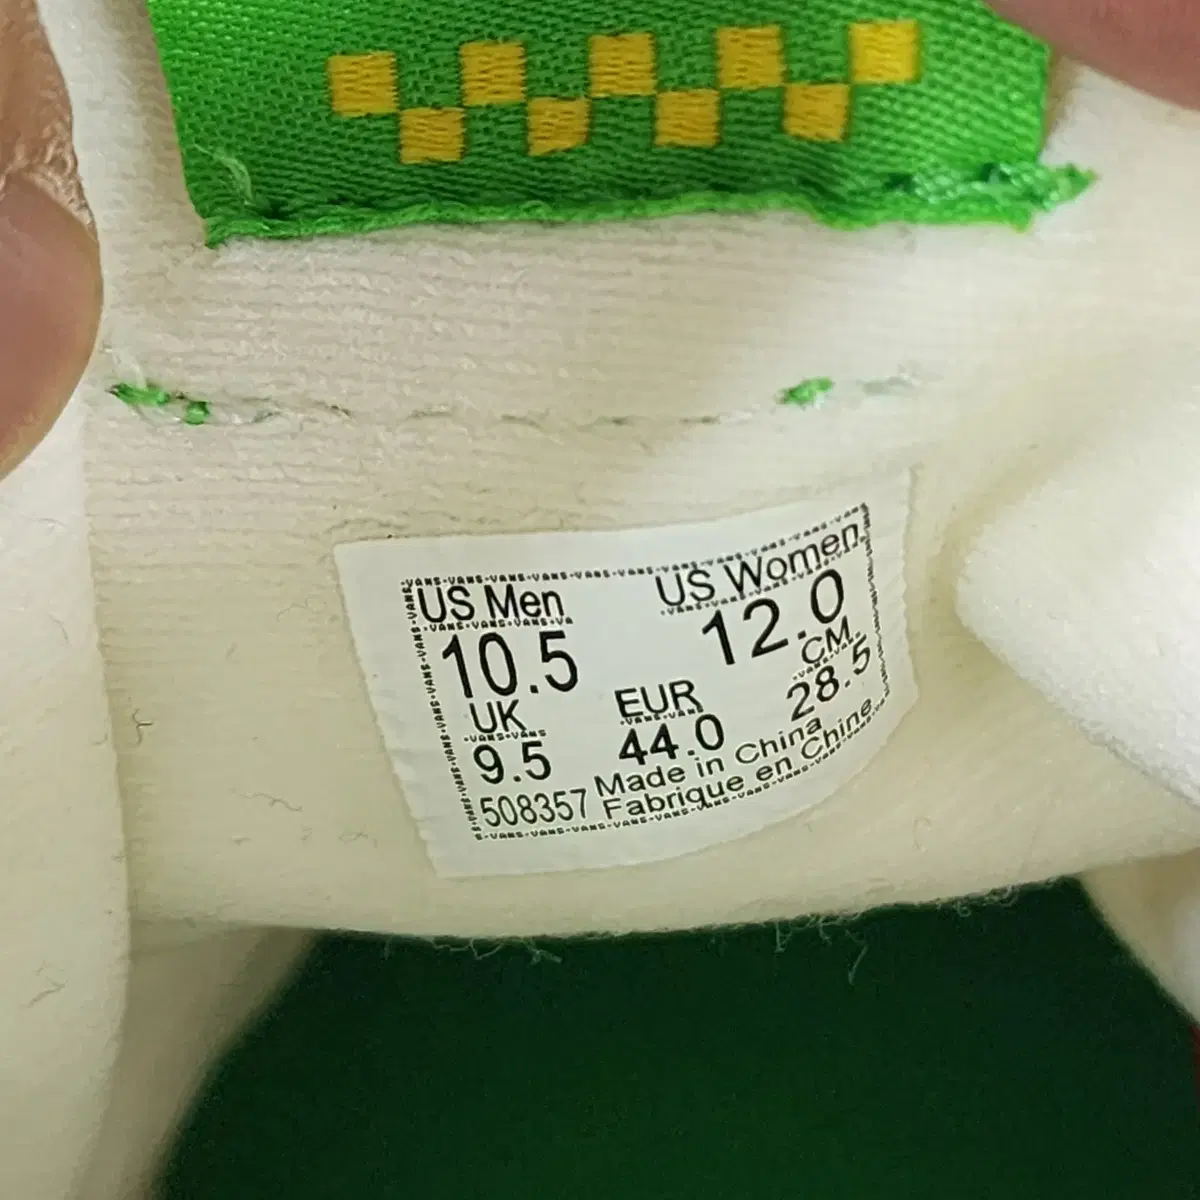 US Men US Women
10.5 12.0
UK EUR CM
9.5 44.0 28.5
508357 Made in China
Fabrique en Chine